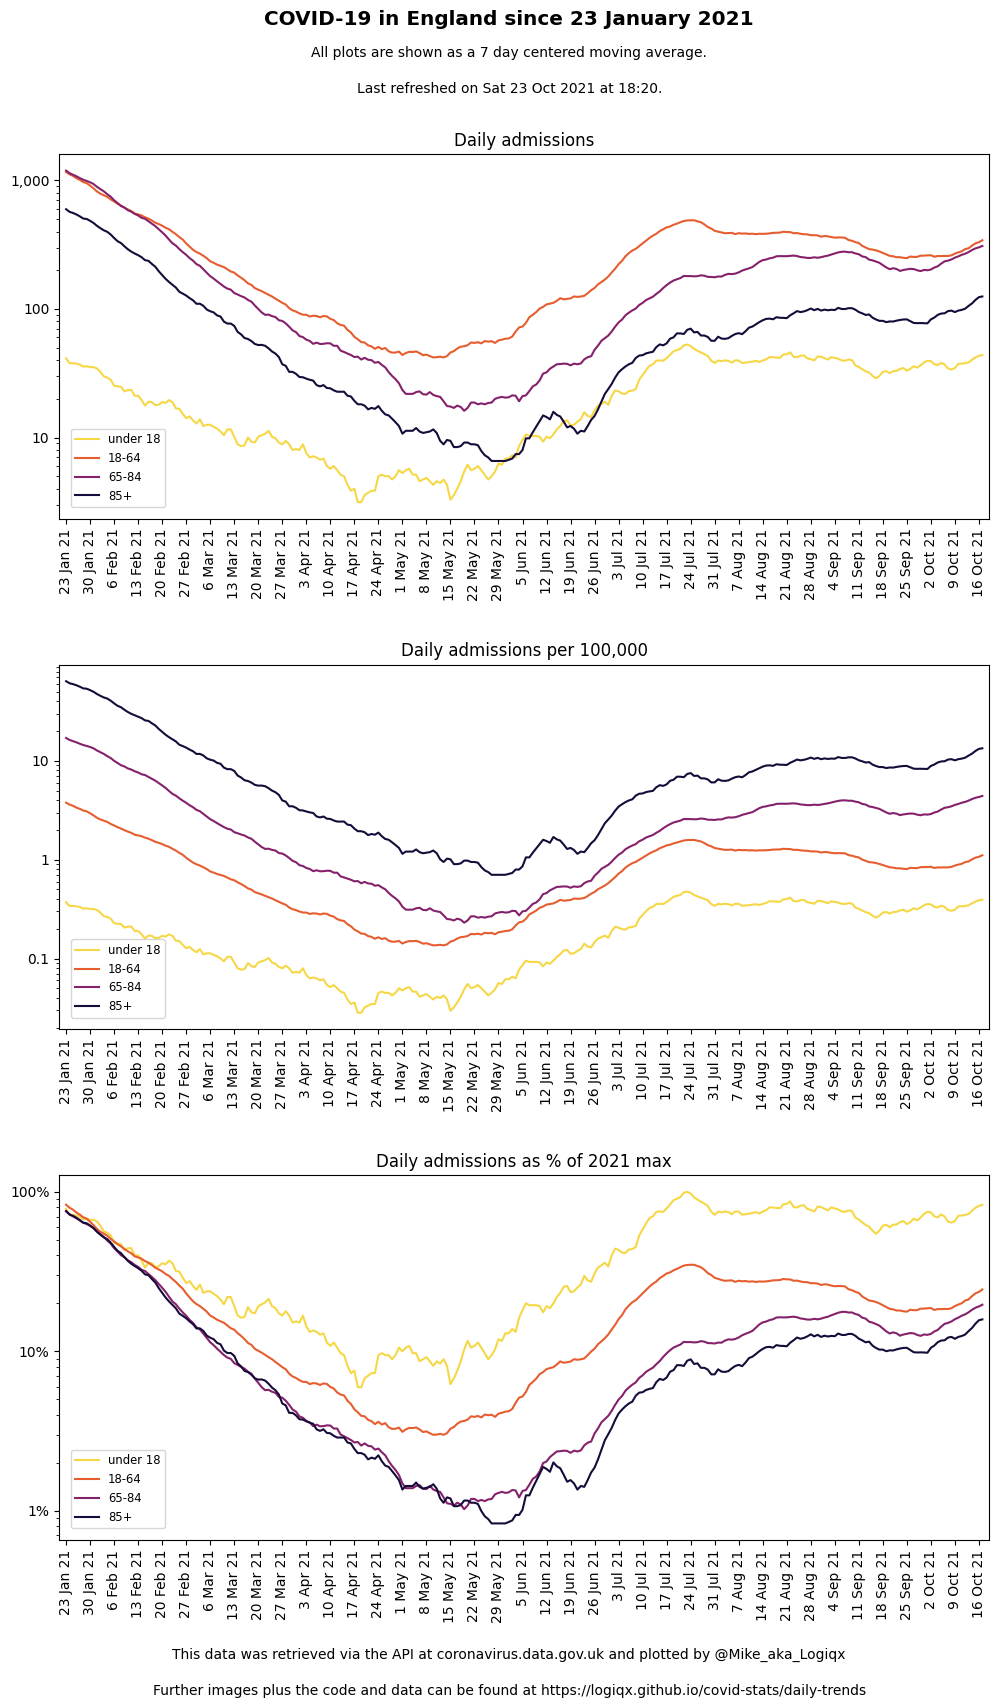 COVID-19 in England since 23 January 2021
All plots are shown as a 7 day centered moving average.
Last refreshed on Sat 23 Oct 2021 at 18:20.
Daily admissions
1,000
100
10
under 18
18-64
65-84
85+
23 Jan 21
30 Jan 21
6 Feb 21
13 Feb 21
20 Feb 21
27 Feb 21
6 Mar 21
13 Mar 21
20 Mar 21
27 Mar 21
3 Apr 21
10 Apr 21
17 Apr 21
24 Apr 21
1 May 21
8 May 21
15 May 21
22 May 21
29 May 21
5 Jun 21
12 Jun 21
19 Jun 21
26 Jun 21
3 Jul 21
10 Jul 21
17 Jul 21
24 Jul 21
31 Jul 21
7 Aug 21
14 Aug 21
21 Aug 21
28 Aug 21
4 Sep 21
11 Sep 21
18 Sep 21
25 Sep 21
2 Oct 21
9 Oct 21
16 Oct 21
Daily admissions per 100,000
10
1
0.1
under 18
18-64
65-84
85+
23 Jan 21
30 Jan 21
6 Feb 21
13 Feb 21
20 Feb 21
27 Feb 21
6 Mar 21
13 Mar 21
20 Mar 21
27 Mar 21
3 Apr 21
10 Apr 21
17 Apr 21
24 Apr 21
1 May 21
8 May 21
15 May 21
22 May 21
29 May 21
5 Jun 21
12 Jun 21
19 Jun 21
26 Jun 21
3 Jul 21
10 Jul 21
17 Jul 21
24 Jul 21
31 Jul 21
7 Aug 21
14 Aug 21
21 Aug 21
28 Aug 21
4 Sep 21
11 Sep 21
18 Sep 21
25 Sep 21
2 Oct 21
9 Oct 21
16 Oct 21
Daily admissions as % of 2021 max
100%
10%
1%
under 18
18-64
65-84
85+
23 Jan 21
30 Jan 21
6 Feb 21
13 Feb 21
20 Feb 21
27 Feb 21
6 Mar 21
13 Mar 21
20 Mar 21
27 Mar 21
3 Apr 21
10 Apr 21
17 Apr 21
24 Apr 21
1 May 21
8 May 21
15 May 21
22 May 21
29 May 21
5 Jun 21
12 Jun 21
19 Jun 21
26 Jun 21
3 Jul 21
10 Jul 21
17 Jul 21
24 Jul 21
31 Jul 21
7 Aug 21
14 Aug 21
21 Aug 21
28 Aug 21
4 Sep 21
11 Sep 21
18 Sep 21
25 Sep 21
2 Oct 21
9 Oct 21
16 Oct 21
This data was retrieved via the API at coronavirus.data.gov.uk and plotted by @Mike_aka_Logiqx
Further images plus the code and data can be found at https://logiqx.github.io/covid-stats/daily-trends